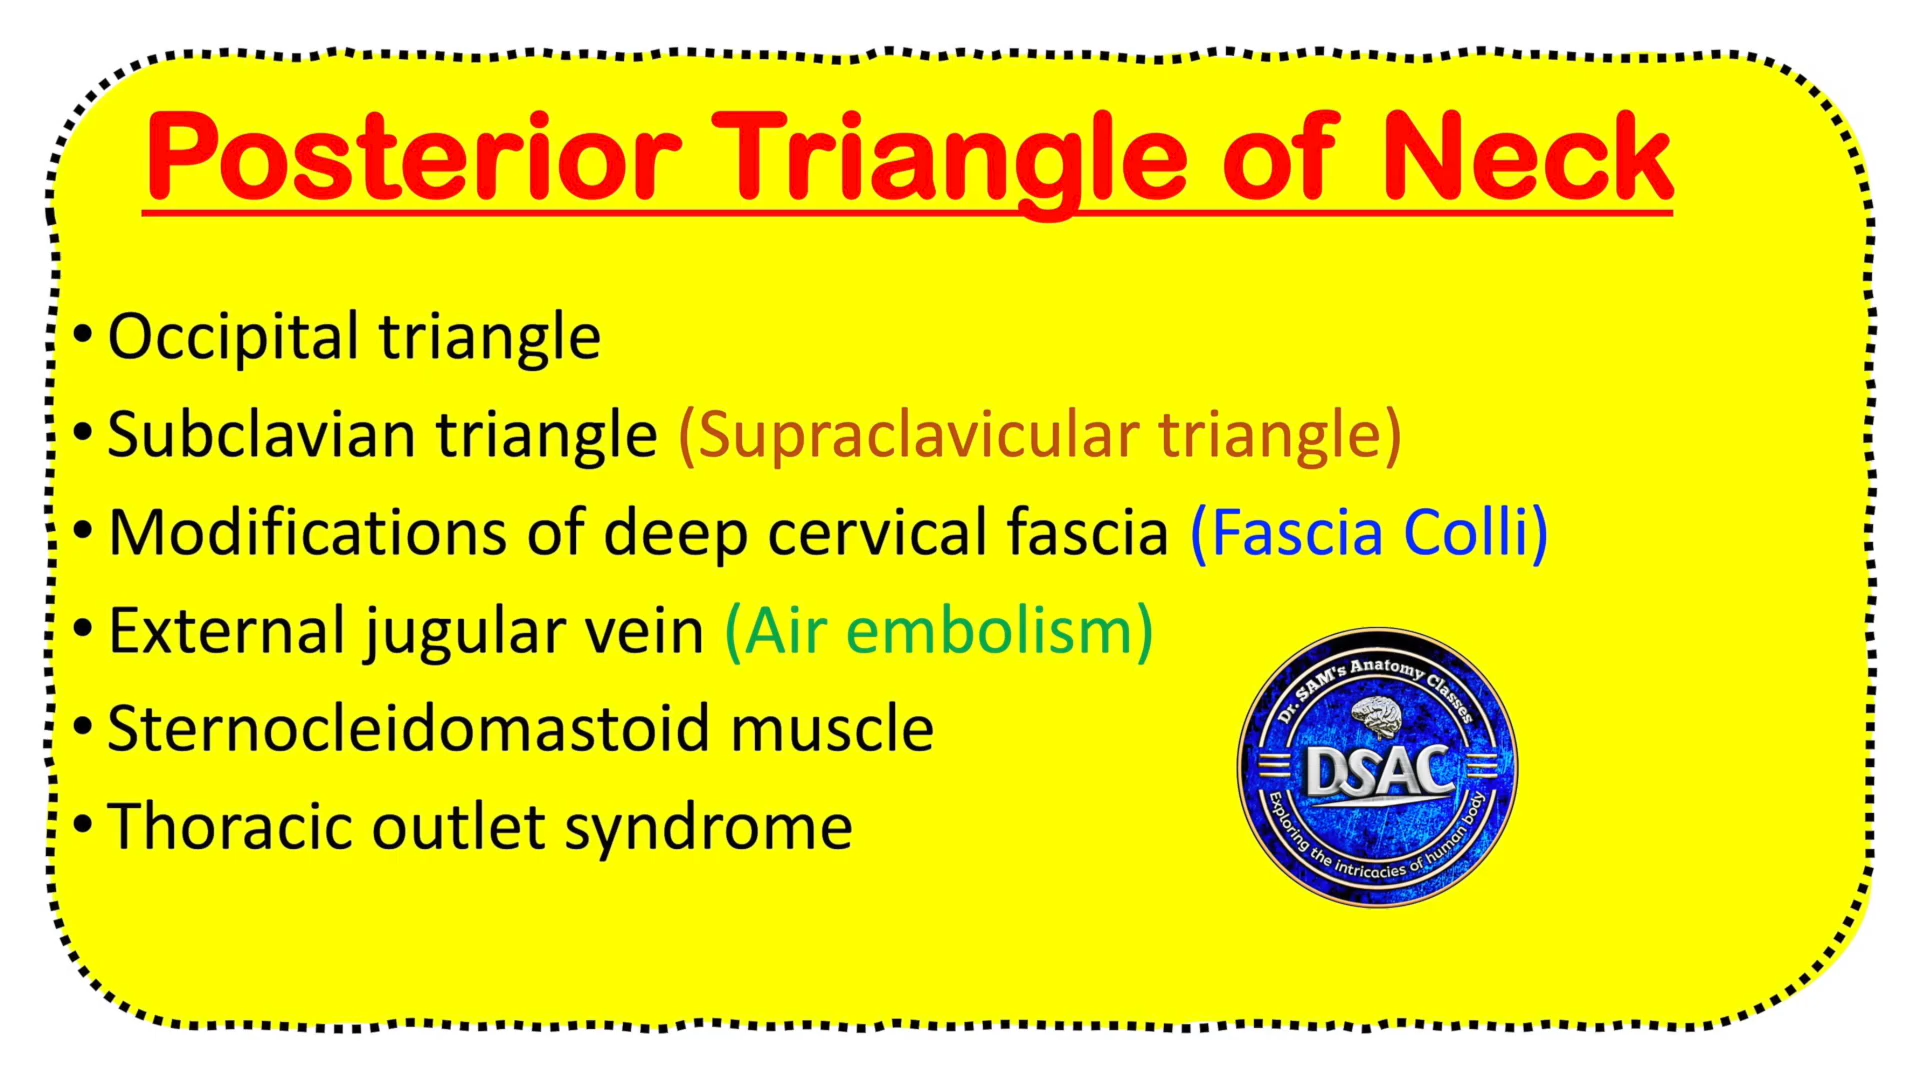 Posterior Triangle of Neck
• Occipital triangle
• Subclavian triangle (Supraclavicular triangle)
• Modifications of deep cervical fascia (Fascia Colli)
• External jugular vein (Air embolism)
• Sternocleidomastoid muscle
• Thoracic outlet syndrome
Dr. SAM's Anatomy Classes
DSAC
Exploring the intricacies of human body